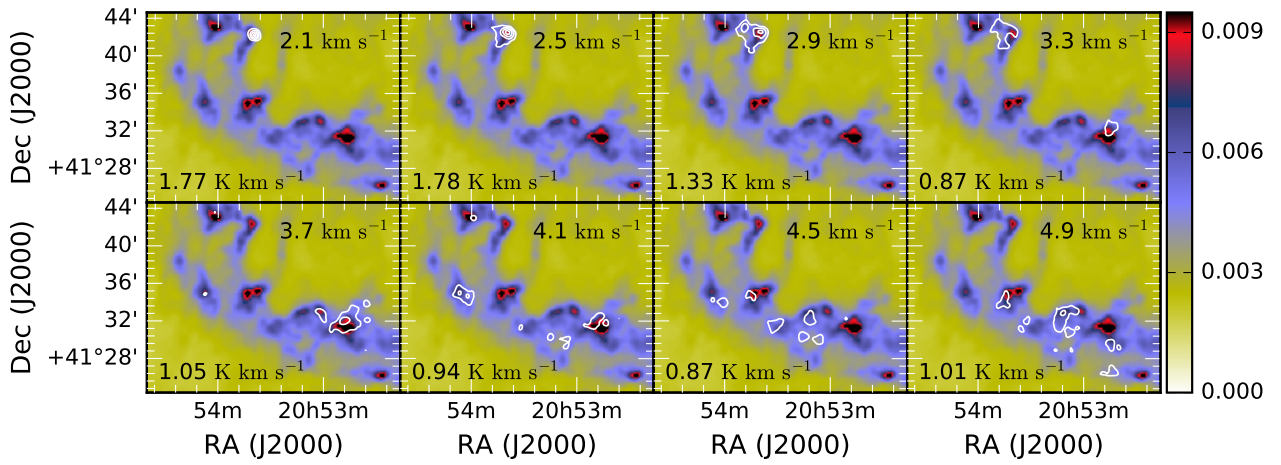 44'
40'
36'
32'
+41°28'
Dec (J2000)
2.1 km s⁻¹
1.77 K km s⁻¹
2.5 km s⁻¹
1.78 K km s⁻¹
2.9 km s⁻¹
1.33 K km s⁻¹
3.3 km s⁻¹
0.87 K km s⁻¹
44'
40'
36'
32'
+41°28'
Dec (J2000)
3.7 km s⁻¹
1.05 K km s⁻¹
4.1 km s⁻¹
0.94 K km s⁻¹
4.5 km s⁻¹
0.87 K km s⁻¹
4.9 km s⁻¹
1.01 K km s⁻¹
54m 20h53m
54m 20h53m
54m 20h53m
54m 20h53m
RA (J2000)
RA (J2000)
RA (J2000)
RA (J2000)
0.009
0.006
0.003
0.000